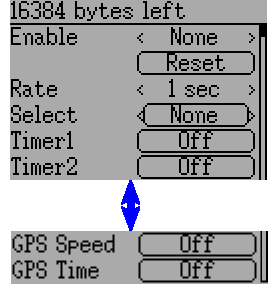 16384 bytes left
Enable < None >
Reset
Rate < 1 sec >
Select None
Timer1 Off
Timer2 Off
GPS Speed Off
GPS Time Off